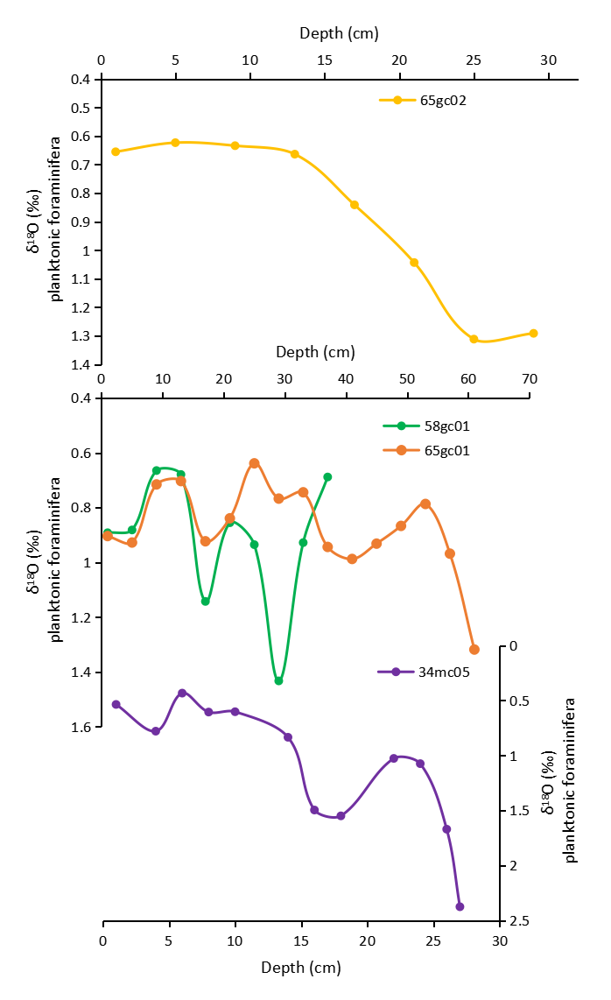 Depth (cm)
0 5 10 15 20 25 30
0.4
0.5
0.6
0.7
0.8
0.9
1
1.1
1.2
1.3
1.4
δ¹⁸O (‰)
planktonic foraminifera
65gc02
Depth (cm)
0 10 20 30 40 50 60 70
0.4
0.6
0.8
1
1.2
1.4
1.6
δ¹⁸O (‰)
planktonic foraminifera
58gc01
65gc01
34mc05
0
0.5
1
1.5
2
2.5
δ¹⁸O (‰)
planktonic foraminifera
0 5 10 15 20 25 30
Depth (cm)